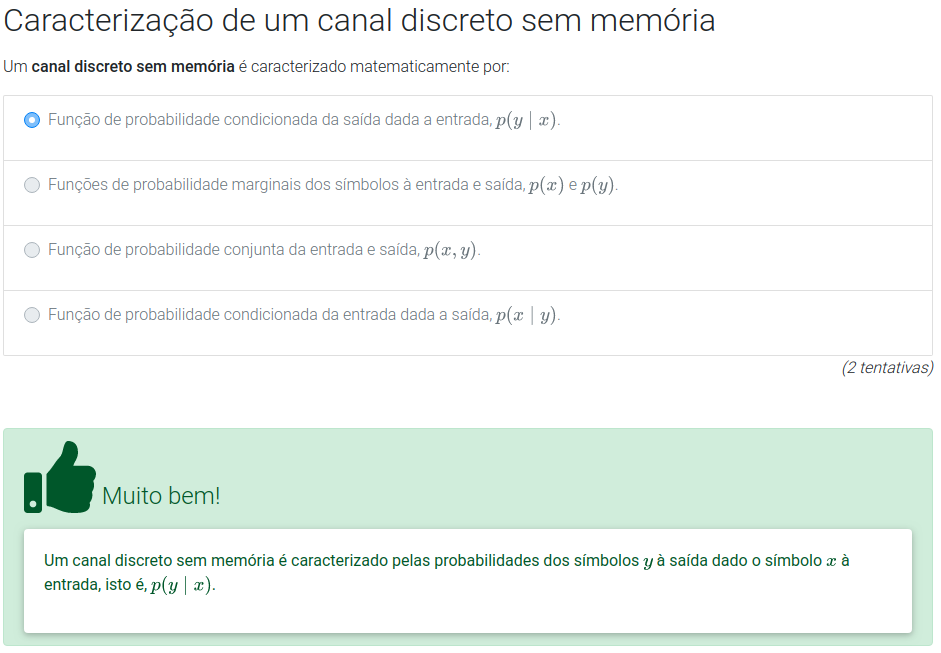 Caracterização de um canal discreto sem memória
Um canal discreto sem memória é caracterizado matematicamente por:
Função de probabilidade condicionada da saída dada a entrada, p(y | x).
Funções de probabilidade marginais dos símbolos à entrada e saída, p(x) e p(y).
Função de probabilidade conjunta da entrada e saída, p(x, y).
Função de probabilidade condicionada da entrada dada a saída, p(x | y).
(2 tentativas)
Muito bem!
Um canal discreto sem memória é caracterizado pelas probabilidades dos símbolos y à saída dado o símbolo x à
entrada, isto é, p(y | x).